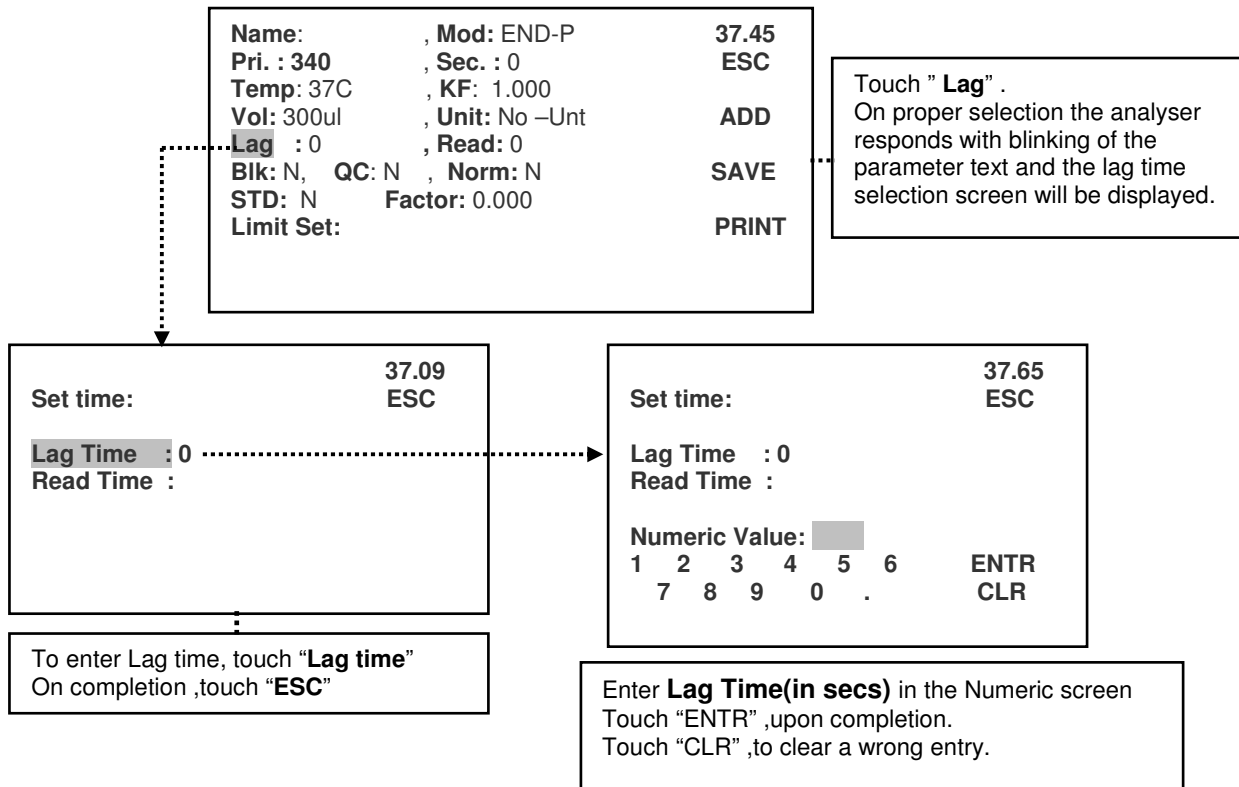 Name: , Mod: END-P 37.45
Pri. : 340 , Sec. : 0 ESC
Temp: 37C , KF: 1.000
Vol: 300ul , Unit: No –Unt ADD
Lag : 0 , Read: 0
Blk: N, QC: N , Norm: N SAVE
STD: N Factor: 0.000
Limit Set: PRINT
Touch ” Lag” .
On proper selection the analyser
responds with blinking of the
parameter text and the lag time
selection screen will be displayed.
37.09
Set time: ESC
Lag Time : 0
Read Time :
To enter Lag time, touch “Lag time”
On completion ,touch “ESC”
37.65
Set time: ESC
Lag Time : 0
Read Time :
Numeric Value:
1 2 3 4 5 6 ENTR
7 8 9 0 . CLR
Enter Lag Time(in secs) in the Numeric screen
Touch “ENTR” ,upon completion.
Touch “CLR” ,to clear a wrong entry.